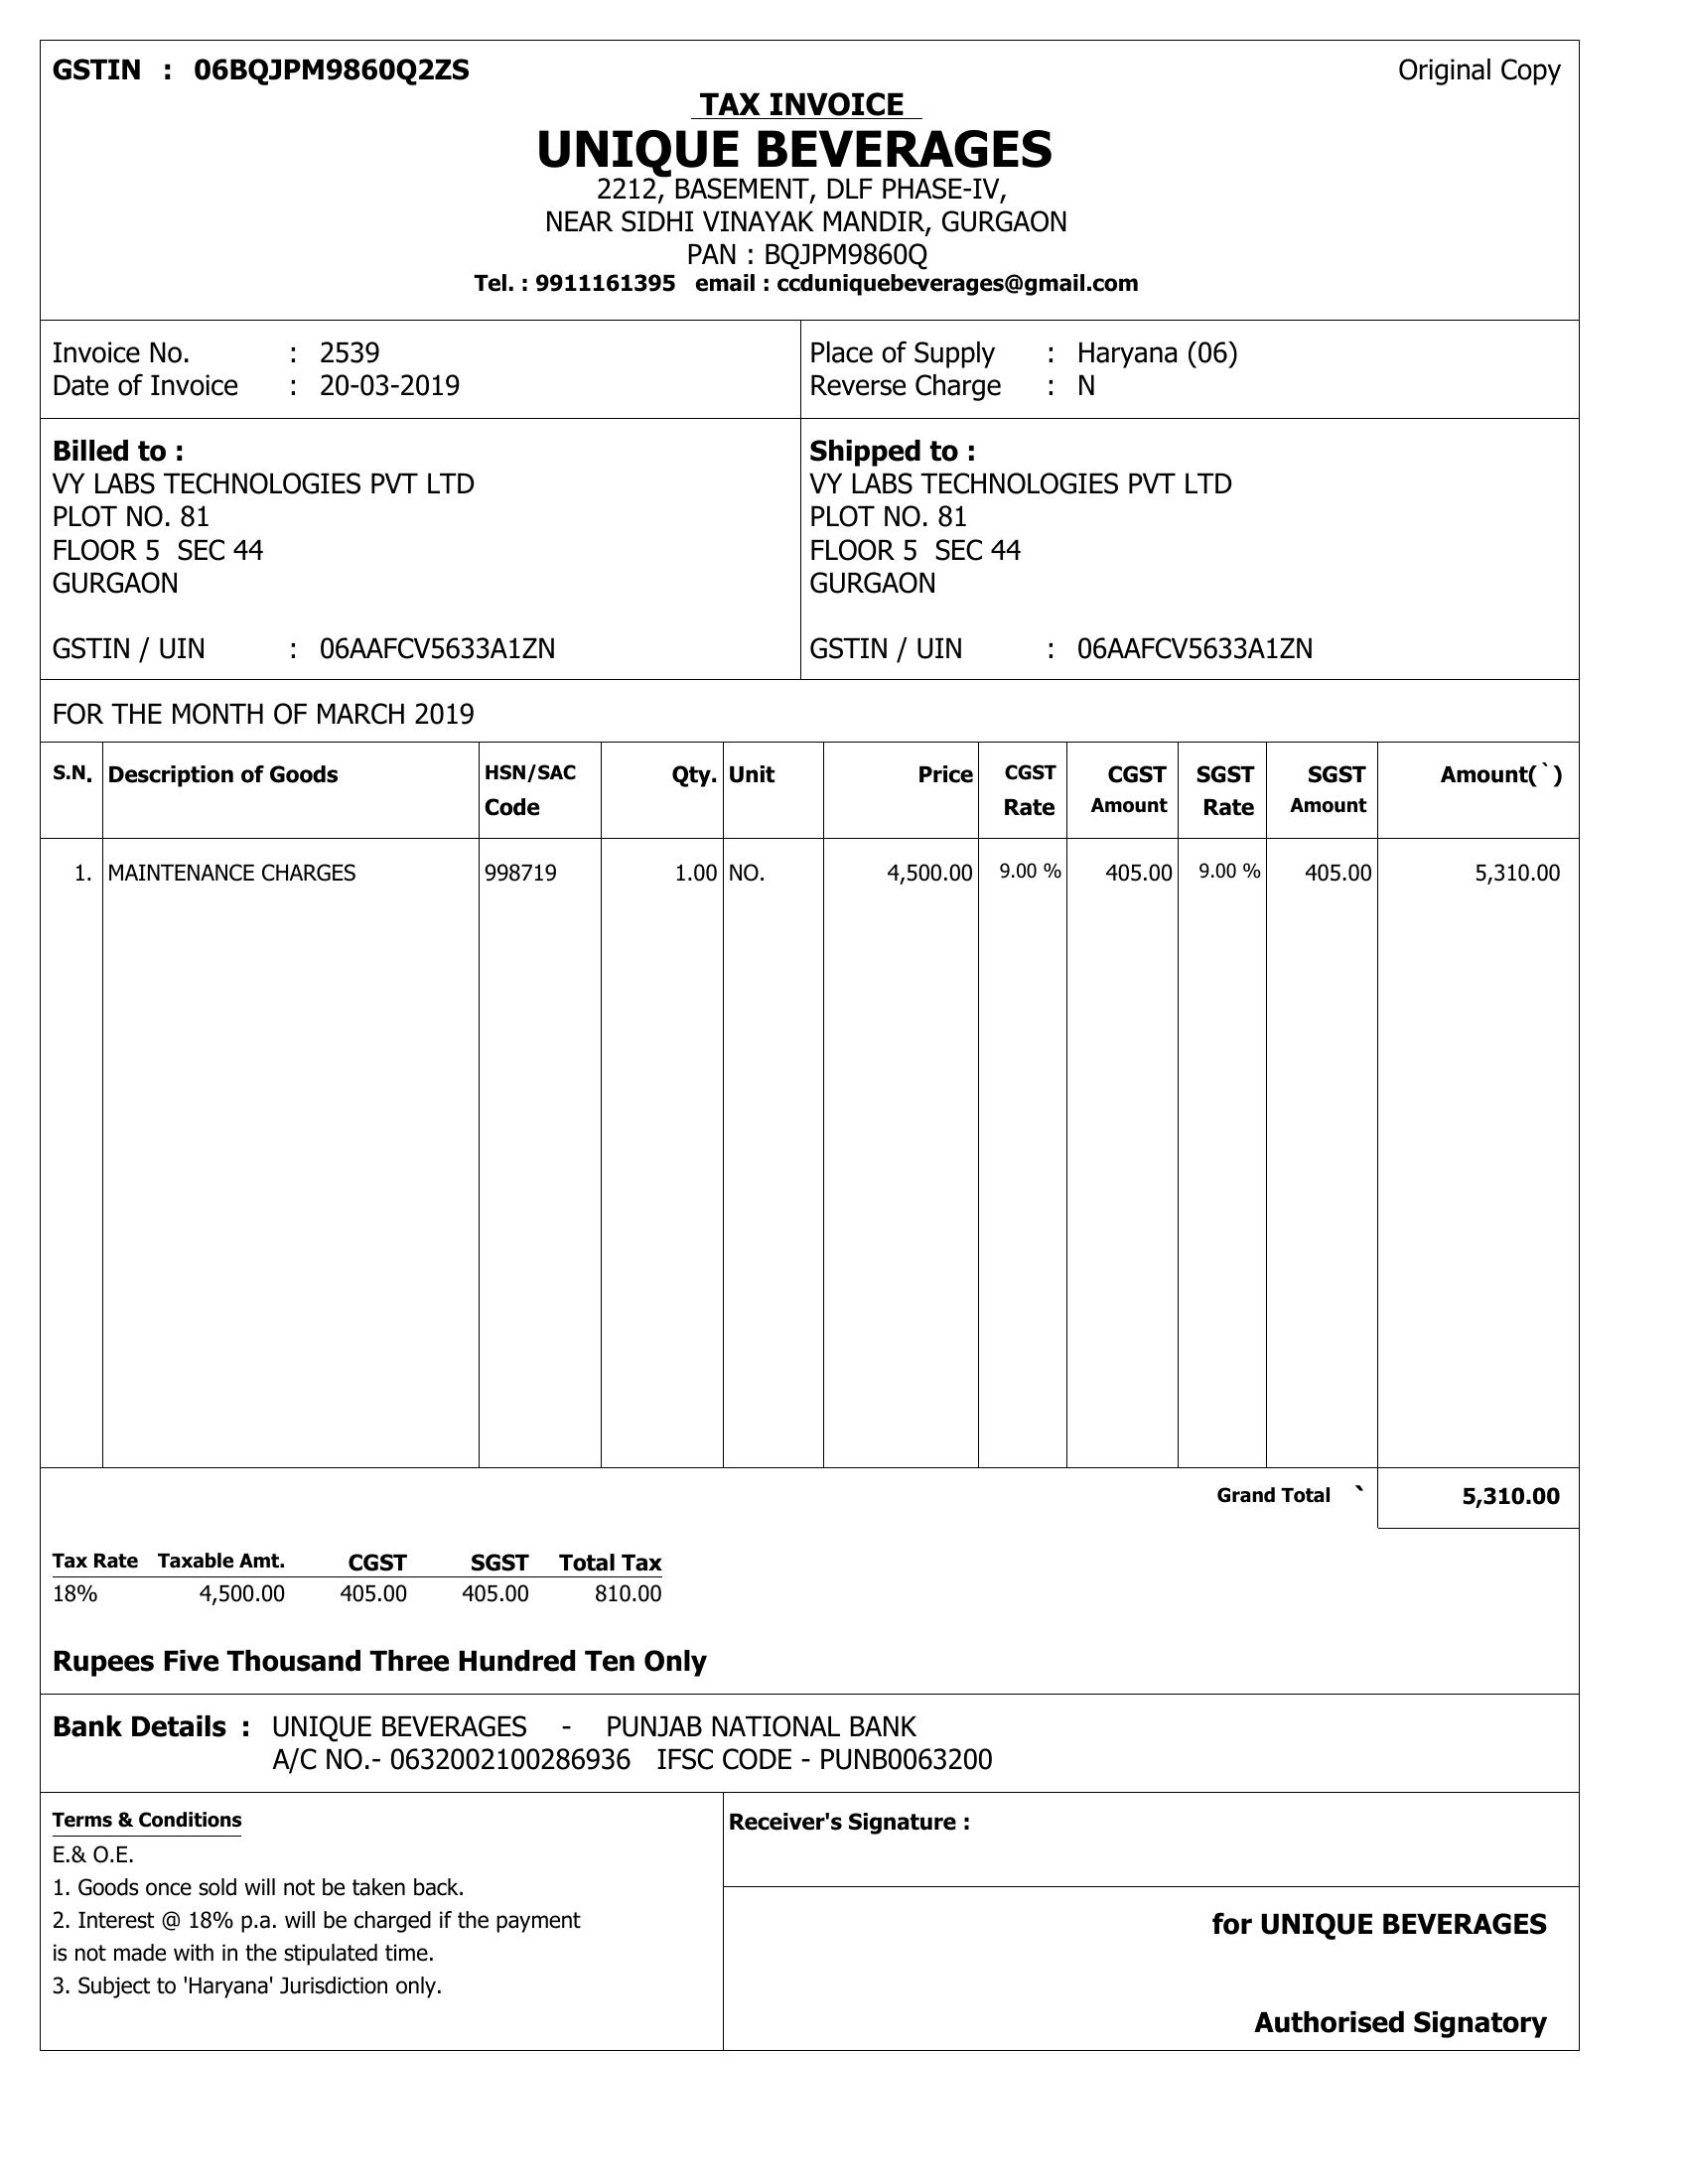 GSTIN : 06BQJPM9860Q2ZS Original Copy
TAX INVOICE
UNIQUE BEVERAGES
2212, BASEMENT, DLF PHASE-IV,
NEAR SIDHI VINAYAK MANDIR, GURGAON
PAN : BQJPM9860Q
Tel. : 9911161395 email : ccduniquebeverages@gmail.com
Invoice No. : 2539
Date of Invoice : 20-03-2019
Place of Supply : Haryana (06)
Reverse Charge : N
Billed to :
VY LABS TECHNOLOGIES PVT LTD
PLOT NO. 81
FLOOR 5 SEC 44
GURGAON
GSTIN / UIN : 06AAFCV5633A1ZN
Shipped to :
VY LABS TECHNOLOGIES PVT LTD
PLOT NO. 81
FLOOR 5 SEC 44
GURGAON
GSTIN / UIN : 06AAFCV5633A1ZN
FOR THE MONTH OF MARCH 2019
S.N. Description of Goods HSN/SAC Qty. Unit Price CGST CGST SGST SGST Amount(`)
Code Rate Amount Rate Amount
1. MAINTENANCE CHARGES 998719 1.00 NO. 4,500.00 9.00 % 405.00 9.00 % 405.00 5,310.00
Grand Total ` 5,310.00
Tax Rate Taxable Amt. CGST SGST Total Tax
18% 4,500.00 405.00 405.00 810.00
Rupees Five Thousand Three Hundred Ten Only
Bank Details : UNIQUE BEVERAGES - PUNJAB NATIONAL BANK
A/C NO.- 0632002100286936 IFSC CODE - PUNB0063200
Terms & Conditions
E.& O.E.
1. Goods once sold will not be taken back.
2. Interest @ 18% p.a. will be charged if the payment
is not made with in the stipulated time.
3. Subject to 'Haryana' Jurisdiction only.
Receiver's Signature :
for UNIQUE BEVERAGES
Authorised Signatory